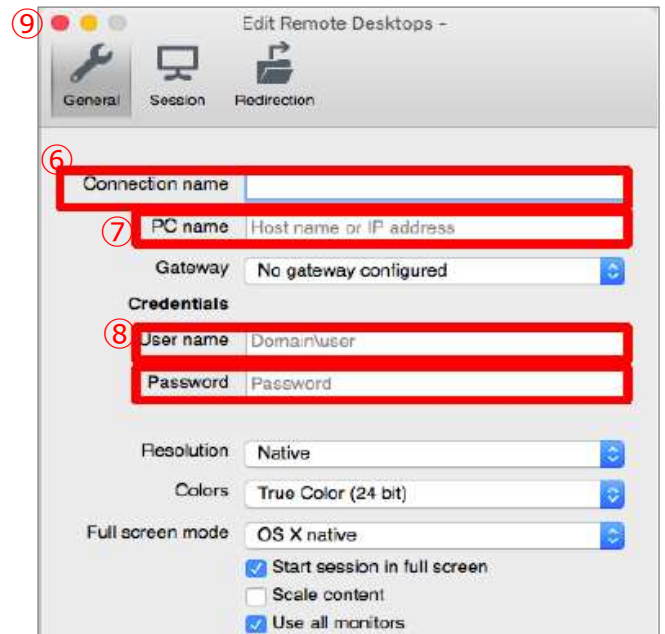 ⑨ Edit Remote Desktops -
General Session Redirection
⑥
Connection name
⑦ PC name Host name or IP address
Gateway No gateway configured
Credentials
⑧ User name Domain\user
Password Password
Resolution Native
Colors True Color (24 bit)
Full screen mode OS X native
Start session in full screen
Scale content
Use all monitors